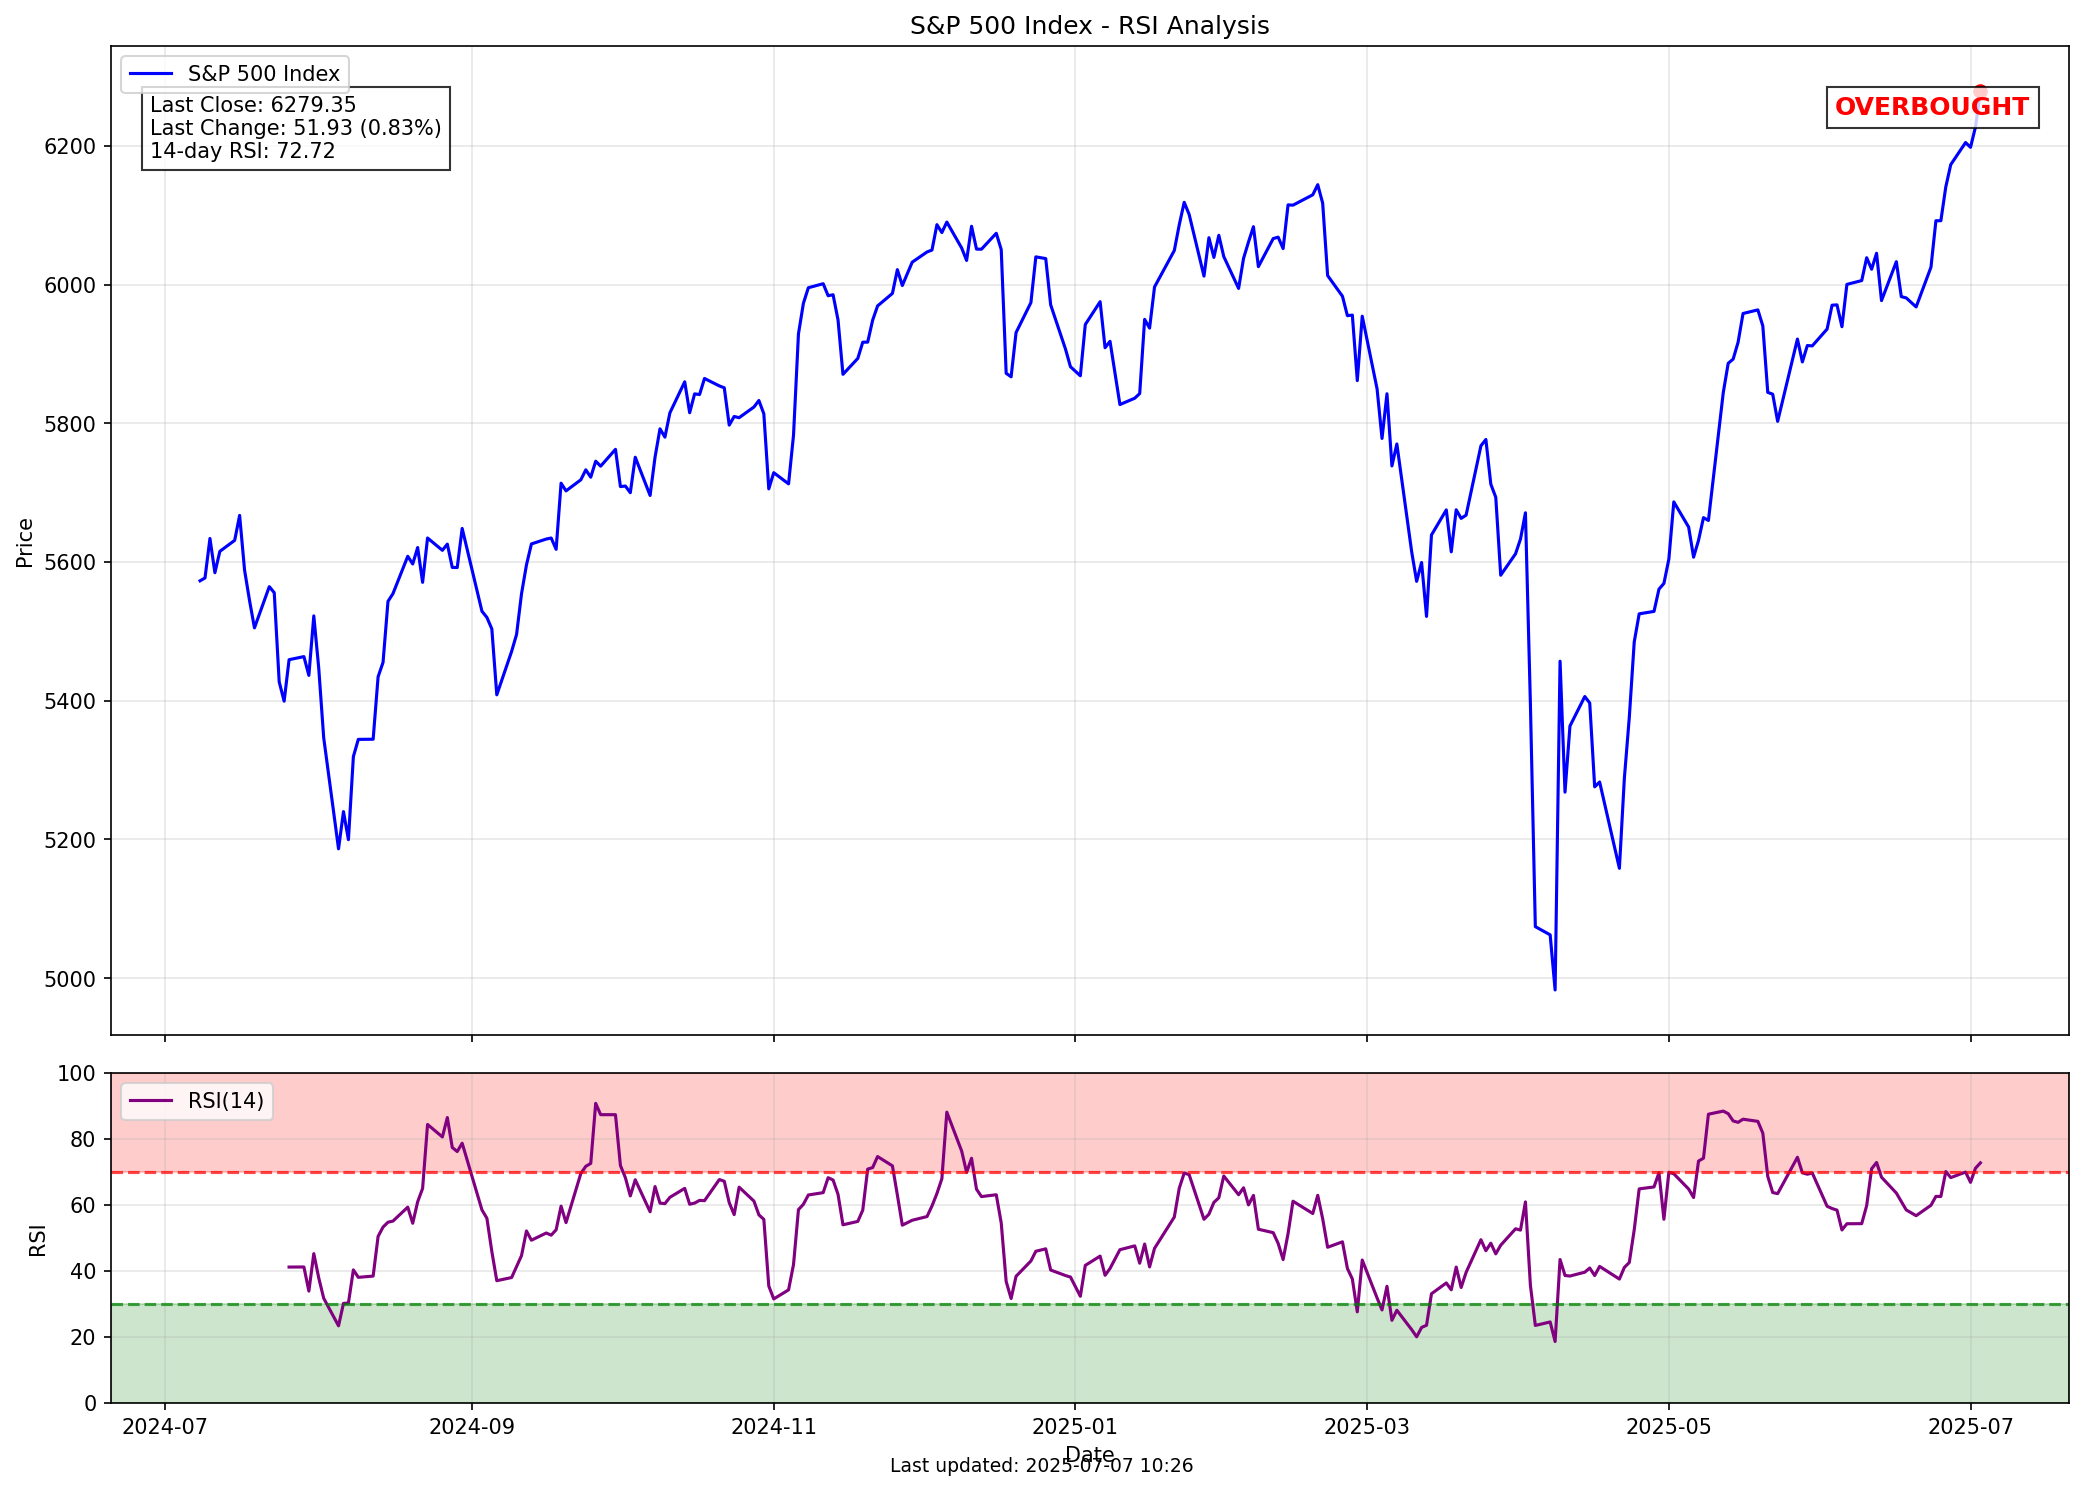 S&P 500 Index - RSI Analysis
S&P 500 Index
Last Close: 6279.35
Last Change: 51.93 (0.83%)
14-day RSI: 72.72
OVERBOUGHT
Price
6200
6000
5800
5600
5400
5200
5000
RSI(14)
RSI
100
80
60
40
20
0
2024-07
2024-09
2024-11
2025-01
2025-03
2025-05
2025-07
Date
Last updated: 2025-07-07 10:26